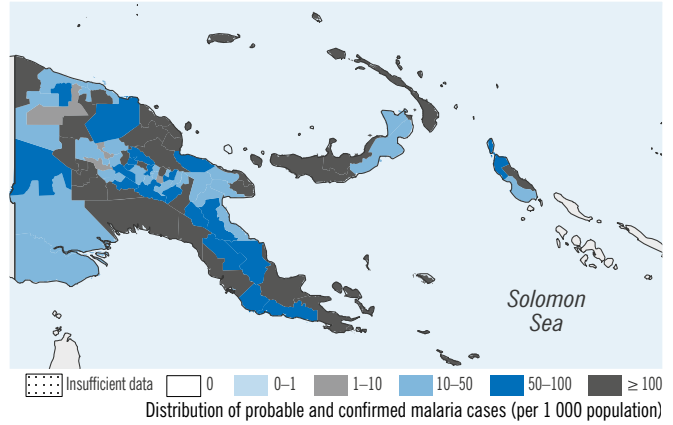 Solomon
Sea
Insufficient data 0 0–1 1–10 10–50 50–100 ≥ 100
Distribution of probable and confirmed malaria cases (per 1 000 population)